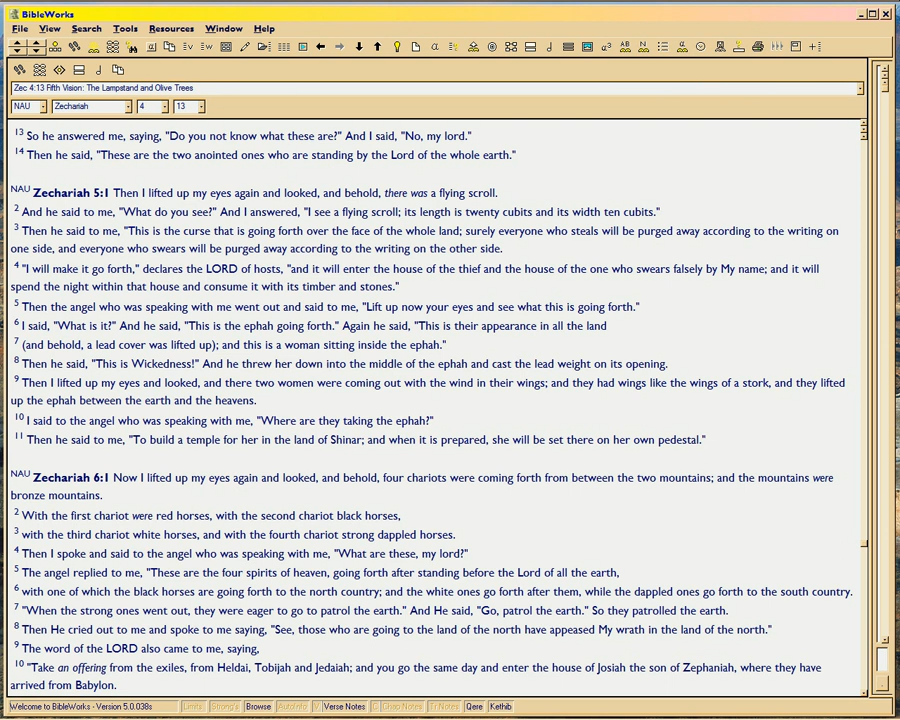 BibleWorks
File View Search Tools Resources Window Help
Zec 4:13 Fifth Vision: The Lampstand and Olive Trees
NAU Zechariah 4 13
13 So he answered me, saying, "Do you not know what these are?" And I said, "No, my lord."
14 Then he said, "These are the two anointed ones who are standing by the Lord of the whole earth."
NAU Zechariah 5:1 Then I lifted up my eyes again and looked, and behold, there was a flying scroll.
2 And he said to me, "What do you see?" And I answered, "I see a flying scroll; its length is twenty cubits and its width ten cubits."
3 Then he said to me, "This is the curse that is going forth over the face of the whole land; surely everyone who steals will be purged away according to the writing on
one side, and everyone who swears will be purged away according to the writing on the other side.
4 "I will make it go forth," declares the LORD of hosts, "and it will enter the house of the thief and the house of the one who swears falsely by My name; and it will
spend the night within that house and consume it with its timber and stones."
5 Then the angel who was speaking with me went out and said to me, "Lift up now your eyes and see what this is going forth."
6 I said, "What is it?" And he said, "This is the ephah going forth." Again he said, "This is their appearance in all the land
7 (and behold, a lead cover was lifted up); and this is a woman sitting inside the ephah."
8 Then he said, "This is Wickedness!" And he threw her down into the middle of the ephah and cast the lead weight on its opening.
9 Then I lifted up my eyes and looked, and there two women were coming out with the wind in their wings; and they had wings like the wings of a stork, and they lifted
up the ephah between the earth and the heavens.
10 I said to the angel who was speaking with me, "Where are they taking the ephah?"
11 Then he said to me, "To build a temple for her in the land of Shinar; and when it is prepared, she will be set there on her own pedestal."
NAU Zechariah 6:1 Now I lifted up my eyes again and looked, and behold, four chariots were coming forth from between the two mountains; and the mountains were
bronze mountains.
2 With the first chariot were red horses, with the second chariot black horses,
3 with the third chariot white horses, and with the fourth chariot strong dappled horses.
4 Then I spoke and said to the angel who was speaking with me, "What are these, my lord?"
5 The angel replied to me, "These are the four spirits of heaven, going forth after standing before the Lord of all the earth,
6 with one of which the black horses are going forth to the north country; and the white ones go forth after them, while the dappled ones go forth to the south country.
7 "When the strong ones went out, they were eager to go to patrol the earth." And He said, "Go, patrol the earth." So they patrolled the earth.
8 Then He cried out to me and spoke to me saying, "See, those who are going to the land of the north have appeased My wrath in the land of the north."
9 The word of the LORD also came to me, saying,
10 "Take an offering from the exiles, from Heldai, Tobijah and Jedaiah; and you go the same day and enter the house of Josiah the son of Zephaniah, where they have
arrived from Babylon.
Welcome to BibleWorks - Version 5.0.038s Limits Strong's Browse AutoInfo V Verse Notes C Chap Notes Tr Notes Qere Kethib